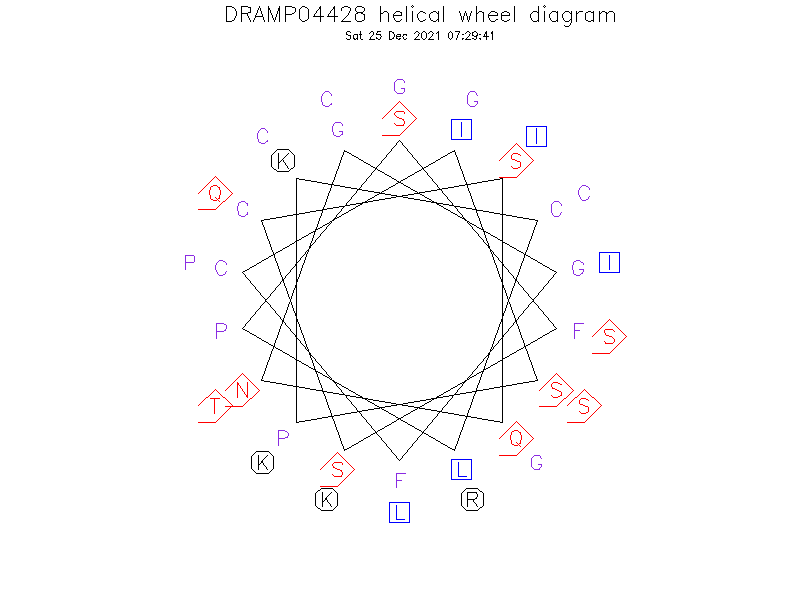 DRAMP04428 helical wheel diagram
Sat 25 Dec 2021 07:29:41
G
C G
S
G I
C I
K S
Q C C C
P C G I
P F S
T N S S
P Q
K G
S L
K F R
L